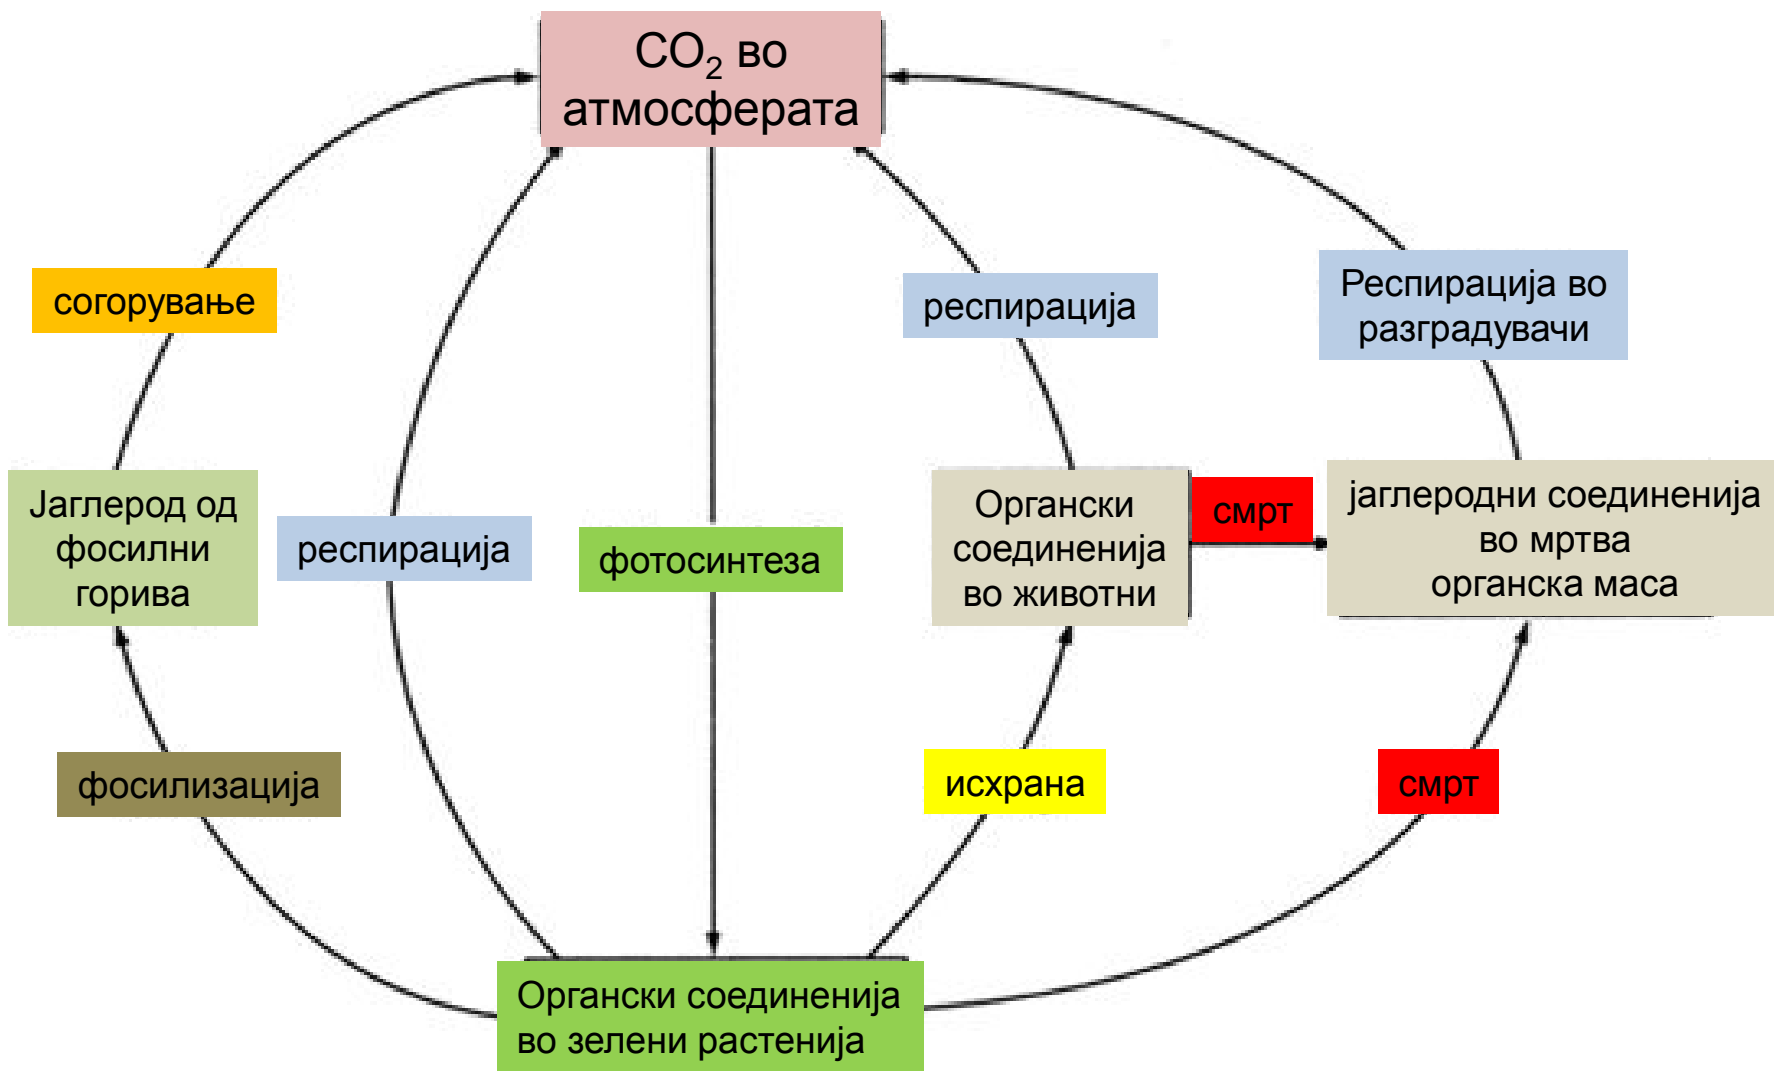 CO₂ во
атмосферата
согорување
респирација
Респирација во
разградувачи
Јаглерод од
фосилни
горива
респирација
фотосинтеза
Органски
соединенија
во животни
смрт
јаглеродни соединенија
во мртва
органска маса
фосилизација
исхрана
смрт
Органски соединенија
во зелени растенија